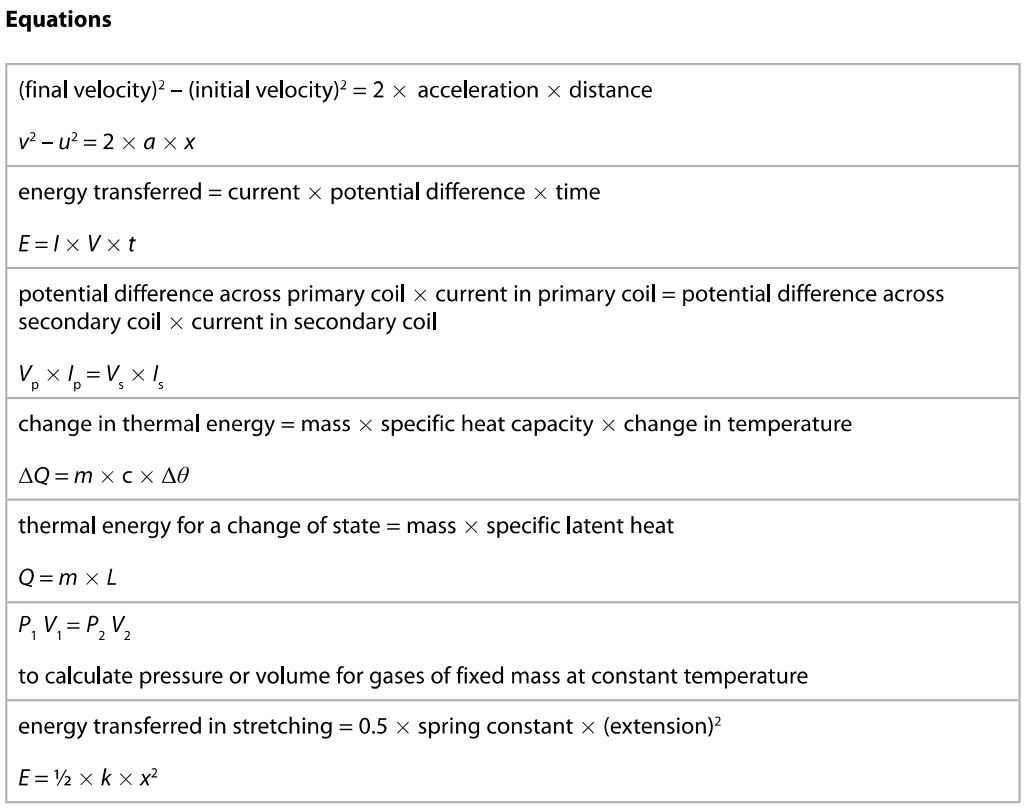 Equations
(final velocity)² – (initial velocity)² = 2 × acceleration × distance
v² – u² = 2 × a × x
energy transferred = current × potential difference × time
E = I × V × t
potential difference across primary coil × current in primary coil = potential difference across
secondary coil × current in secondary coil
Vₚ × Iₚ = Vₛ × Iₛ
change in thermal energy = mass × specific heat capacity × change in temperature
ΔQ = m × c × Δθ
thermal energy for a change of state = mass × specific latent heat
Q = m × L
P₁ V₁ = P₂ V₂
to calculate pressure or volume for gases of fixed mass at constant temperature
energy transferred in stretching = 0.5 × spring constant × (extension)²
E = ½ × k × x²